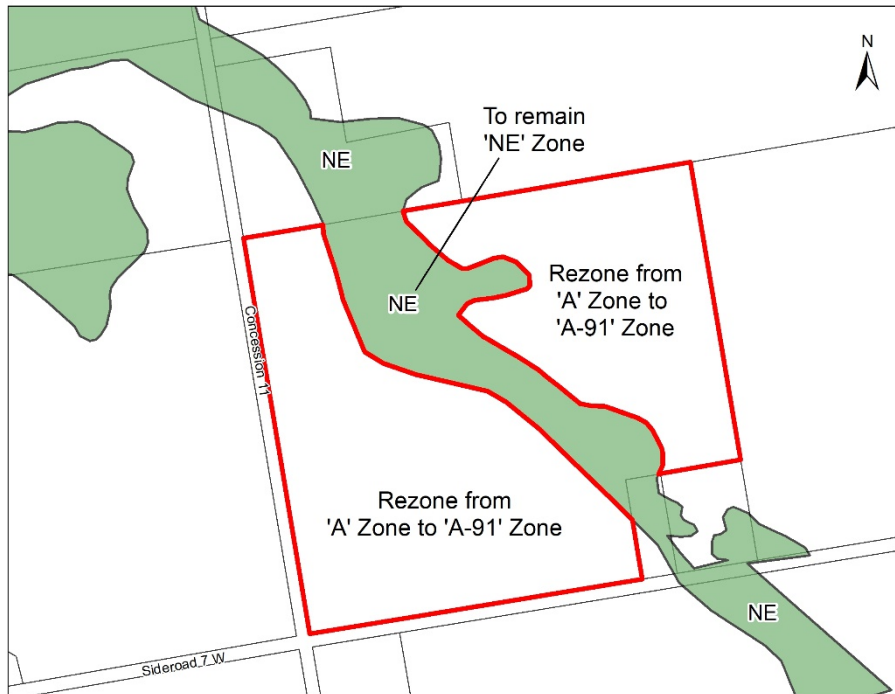 N
To remain
'NE' Zone
NE
Rezone from
'A' Zone to
'A-91' Zone
NE
Concession 11
Rezone from
'A' Zone to 'A-91' Zone
NE
Sideroad 7 W